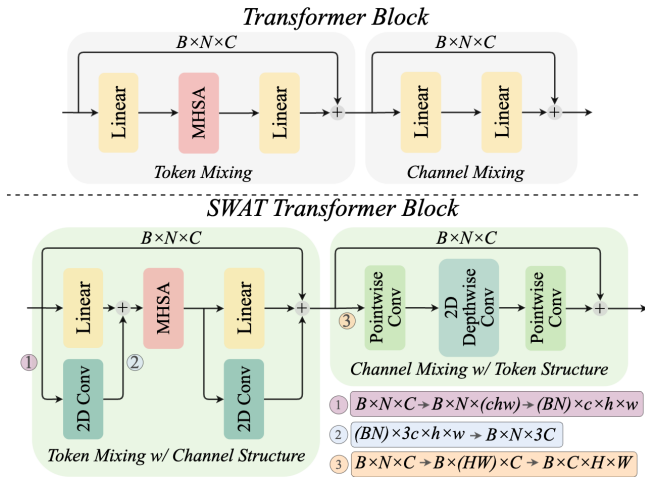 Transformer Block
B×N×C
B×N×C
Linear
MHSA
Linear
+
Linear
Linear
+
Token Mixing
Channel Mixing
SWAT Transformer Block
B×N×C
B×N×C
Linear
+
MHSA
Linear
+
3
Pointwise
Conv
2D
Depthwise
Conv
Pointwise
Conv
+
1
2D Conv
2
2D Conv
Channel Mixing w/ Token Structure
Token Mixing w/ Channel Structure
1 B×N×C → B×N×(chw) → (BN)×c×h×w
2 (BN)×3c×h×w → B×N×3C
3 B×N×C → B×(HW)×C → B×C×H×W